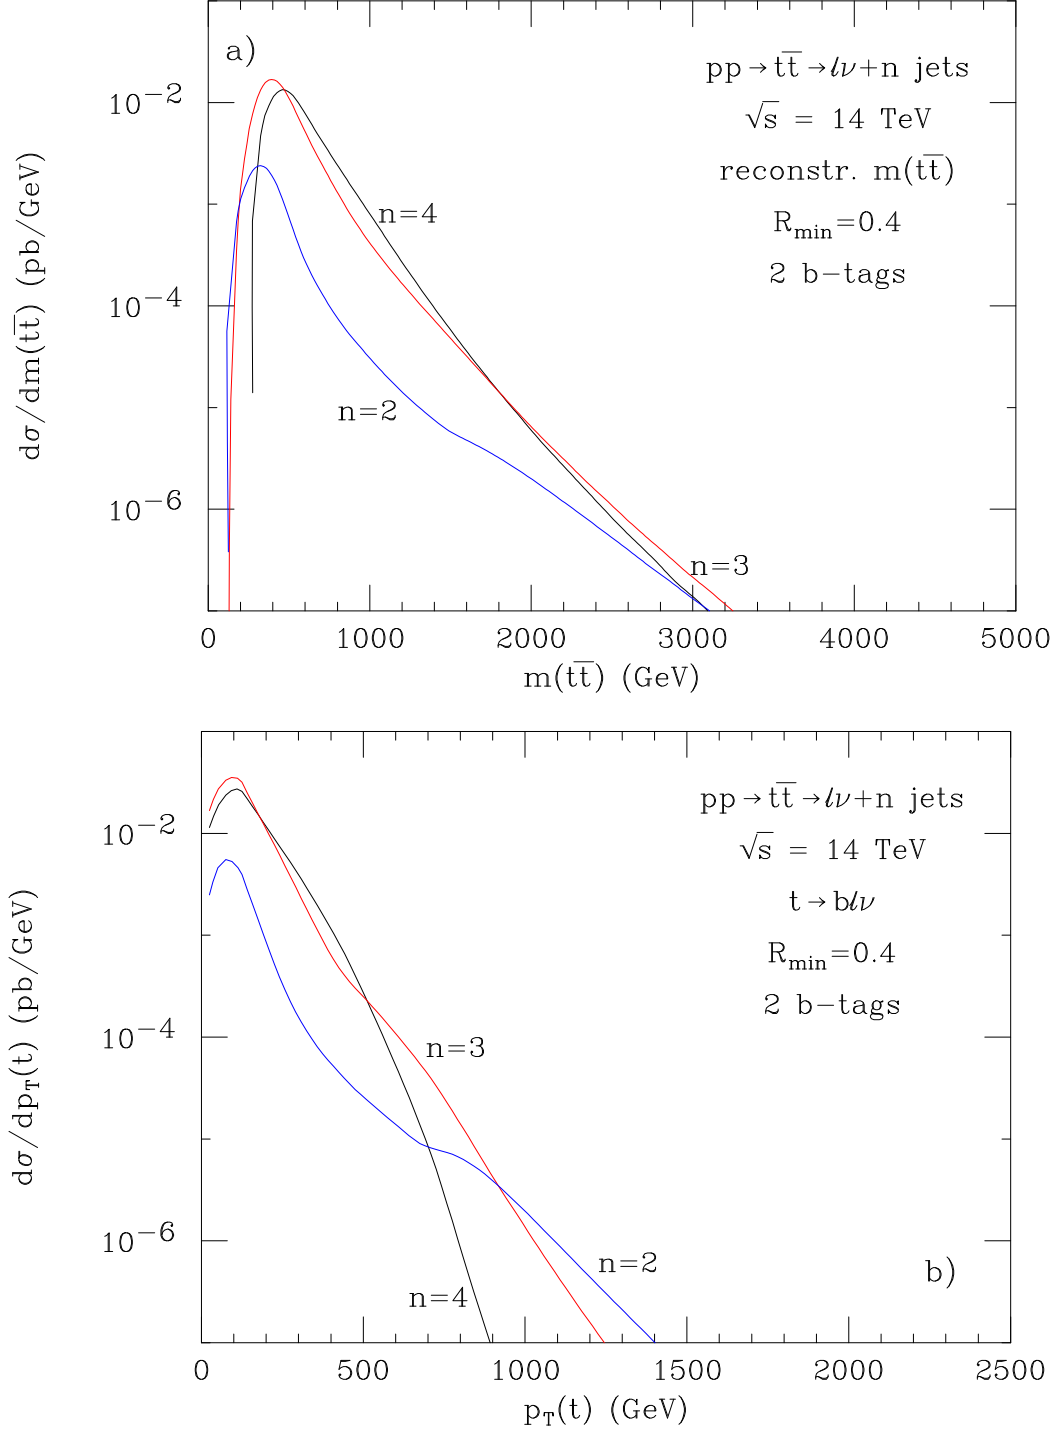 a)
pp→tt̅→lν+n jets
√s = 14 TeV
reconstr. m(tt̅)
R_min=0.4
2 b−tags
n=4
n=2
n=3
10^−2
10^−4
10^−6
dσ/dm(tt̅) (pb/GeV)
0 1000 2000 3000 4000 5000
m(tt̅) (GeV)
pp→tt̅→lν+n jets
√s = 14 TeV
t→blν
R_min=0.4
2 b−tags
n=3
n=2
n=4
b)
10^−2
10^−4
10^−6
dσ/dp_T(t) (pb/GeV)
0 500 1000 1500 2000 2500
p_T(t) (GeV)